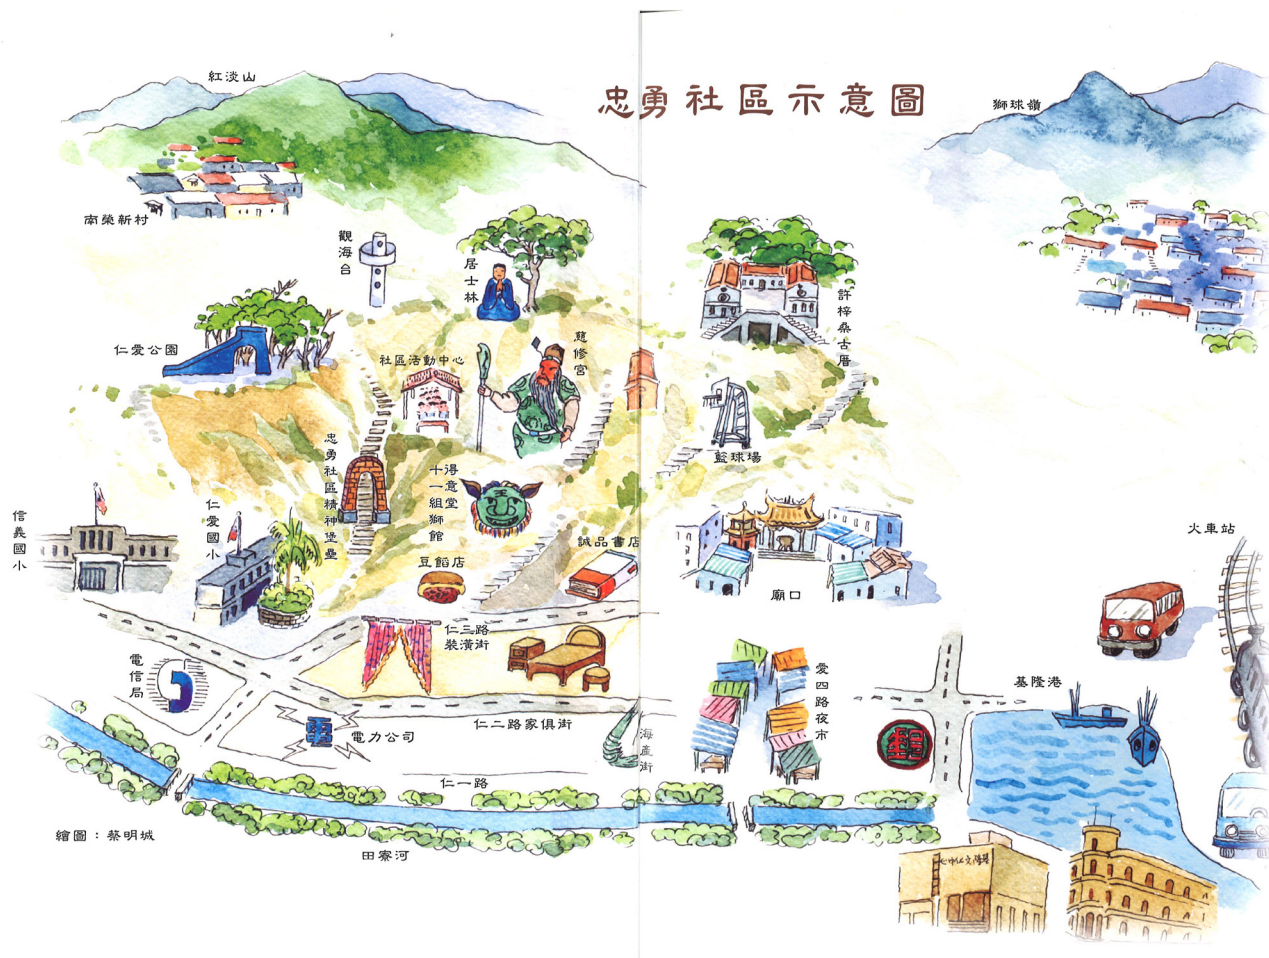 忠勇社區示意圖
紅淡山
獅球嶺
南榮新村
觀海台
居士林
許梓桑古厝
仁愛公園
社區活動中心
慈修宮
籃球場
忠勇社區精神堡壘
得意堂
十一組獅館
信義國小
仁愛國小
豆餡店
誠品書店
廟口
火車站
仁三路
裝潢街
電信局
愛四路夜市
基隆港
電
電力公司
仁二路家俱街
海產街
郵
仁一路
田寮河
繪圖：蔡明城